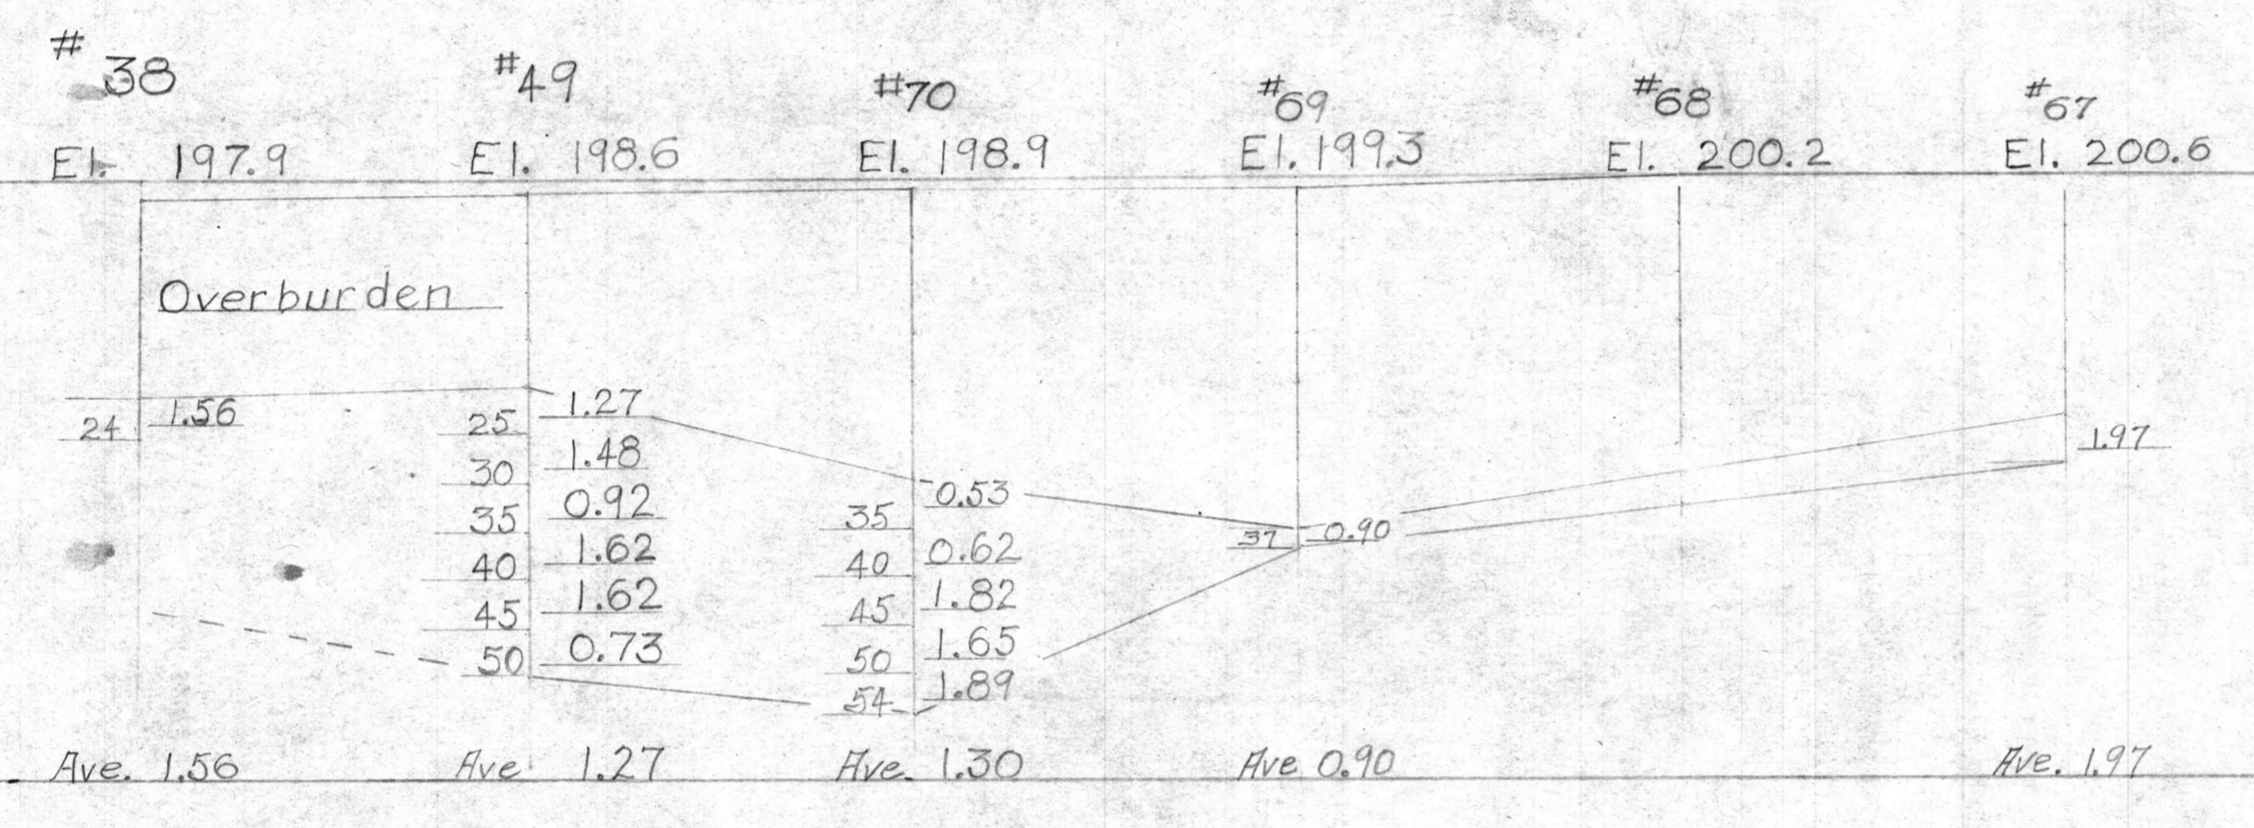 # 38 #49 #70 #69 #68 #67
El. 197.9 El. 198.6 El. 198.9 El. 199.3 El. 200.2 El. 200.6
Overburden
24 1.56 25 1.27 1.97
30 1.48 0.53
35 0.92 35 37 0.90
40 1.62 40 0.62
45 1.62 45 1.82
50 0.73 50 1.65
54 1.89
Ave. 1.56 Ave 1.27 Ave. 1.30 Ave 0.90 Ave. 1.97